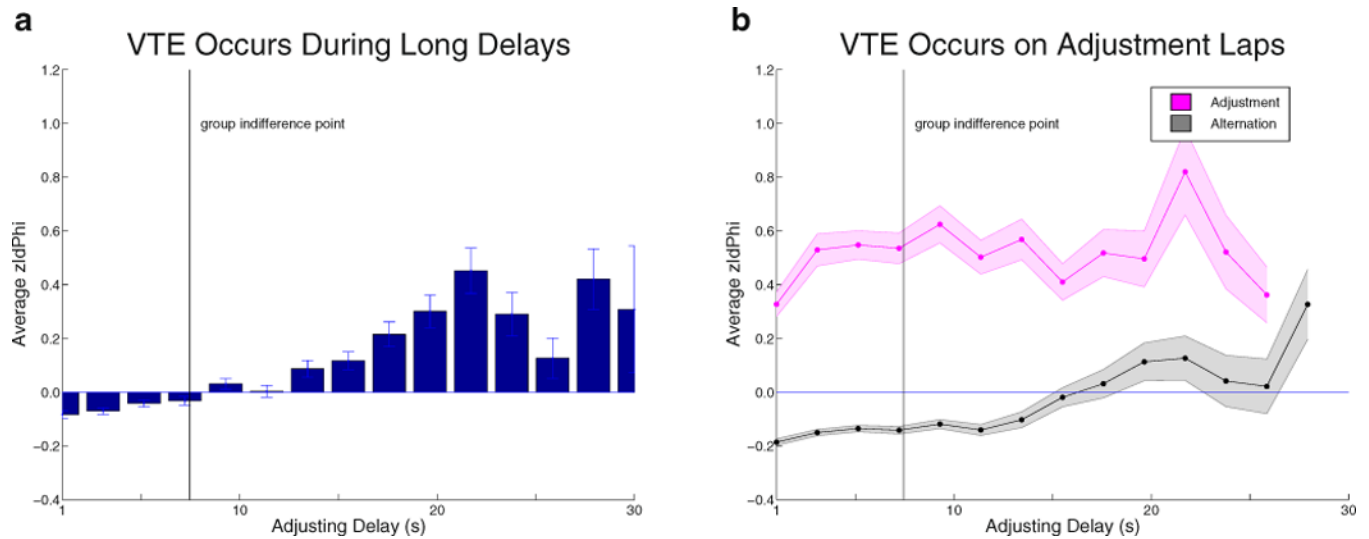 a
VTE Occurs During Long Delays
1.2
1.0
0.8
0.6
0.4
0.2
0.0
−0.2
−0.4
Average zIdPhi
group indifference point
1
10
20
30
Adjusting Delay (s)
b
VTE Occurs on Adjustment Laps
1.2
1.0
0.8
0.6
0.4
0.2
0.0
−0.2
−0.4
Average zIdPhi
Adjustment
Alternation
group indifference point
1
10
20
30
Adjusting Delay (s)